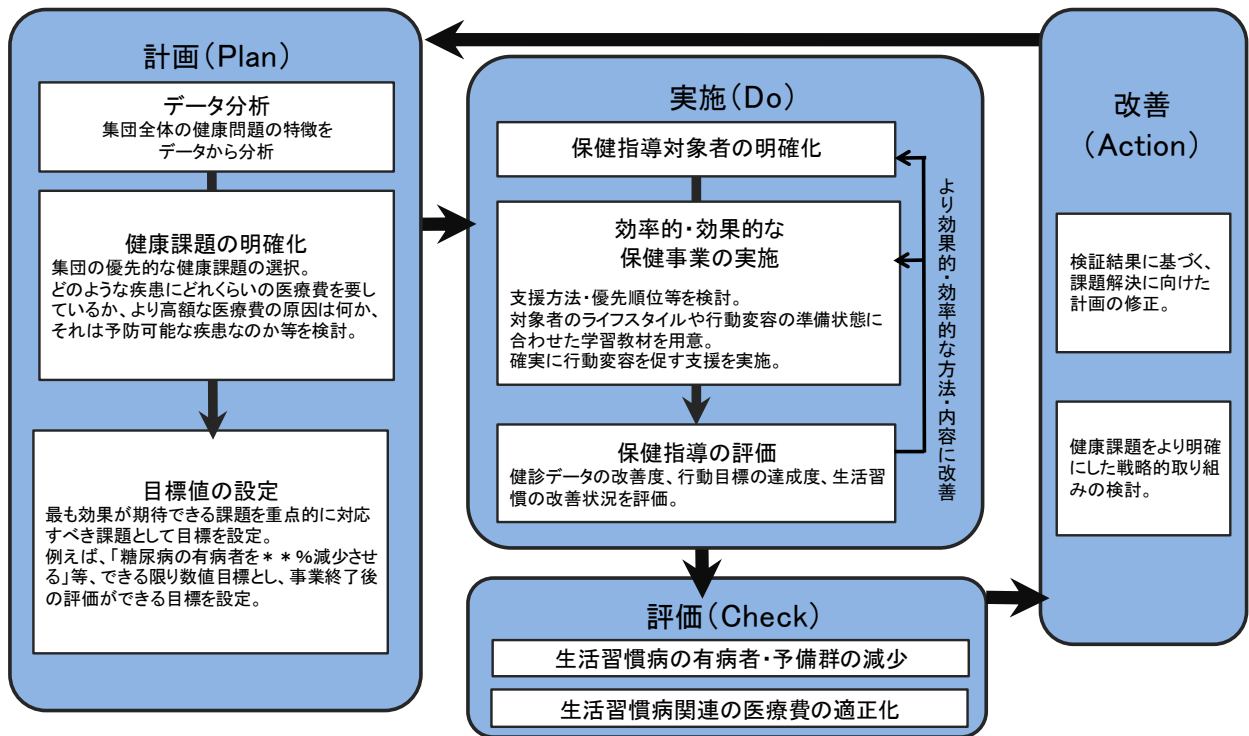 計画(Plan)
データ分析
集団全体の健康問題の特徴を
データから分析
健康課題の明確化
集団の優先的な健康課題の選択。
どのような疾患にどれくらいの医療費を要し
ているか、より高額な医療費の原因は何か、
それは予防可能な疾患なのか等を検討。
目標値の設定
最も効果が期待できる課題を重点的に対応
すべき課題として目標を設定。
例えば、「糖尿病の有病者を**%減少させ
る」等、できる限り数値目標とし、事業終了後
の評価ができる目標を設定。
実施(Do)
保健指導対象者の明確化
効率的・効果的な
保健事業の実施
支援方法・優先順位等を検討。
対象者のライフスタイルや行動変容の準備状態に
合わせた学習教材を用意。
確実に行動変容を促す支援を実施。
保健指導の評価
健診データの改善度、行動目標の達成度、生活習
慣の改善状況を評価。
より効果的・効率的な方法・内容に改善
評価(Check)
生活習慣病の有病者・予備群の減少
生活習慣病関連の医療費の適正化
改善
(Action)
検証結果に基づく、
課題解決に向けた
計画の修正。
健康課題をより明確
にした戦略的取り組
みの検討。